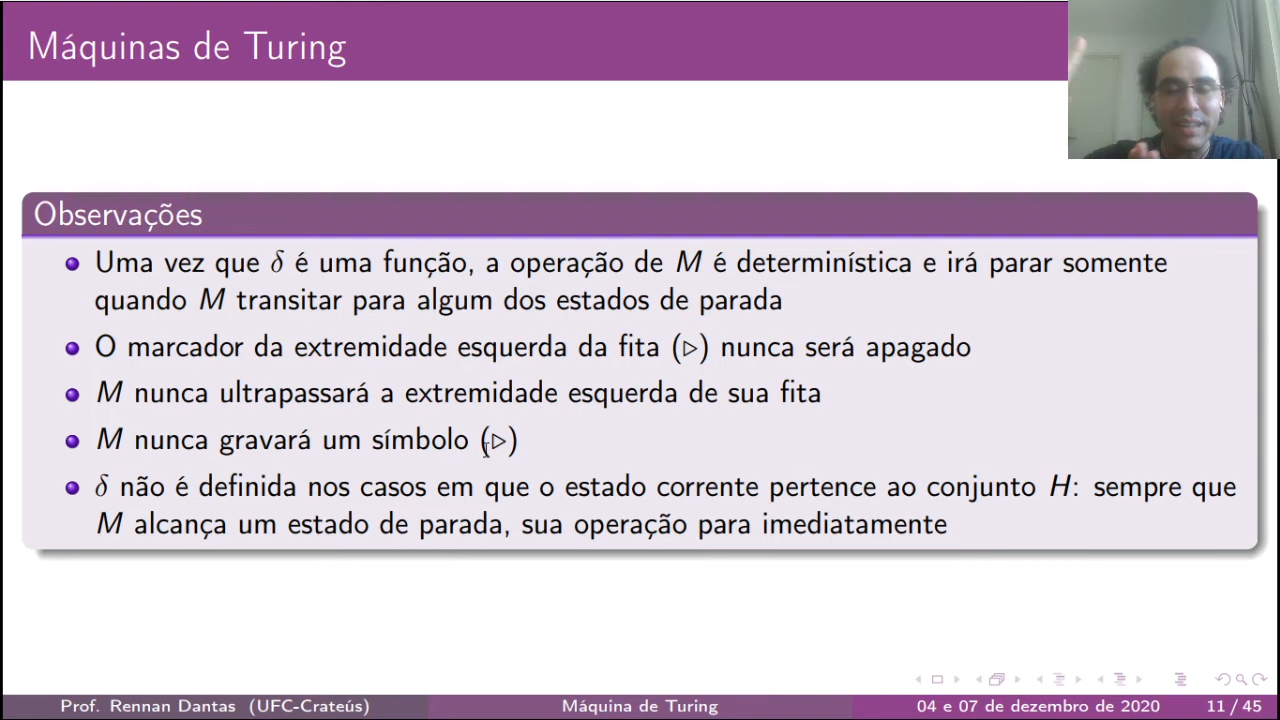 Máquinas de Turing
Observações
Uma vez que δ é uma função, a operação de M é determinística e irá parar somente
quando M transitar para algum dos estados de parada
O marcador da extremidade esquerda da fita (▷) nunca será apagado
M nunca ultrapassará a extremidade esquerda de sua fita
M nunca gravará um símbolo (▷)
δ não é definida nos casos em que o estado corrente pertence ao conjunto H: sempre que
M alcança um estado de parada, sua operação para imediatamente
Prof. Rennan Dantas (UFC-Crateús) Máquina de Turing 04 e 07 de dezembro de 2020 11 / 45